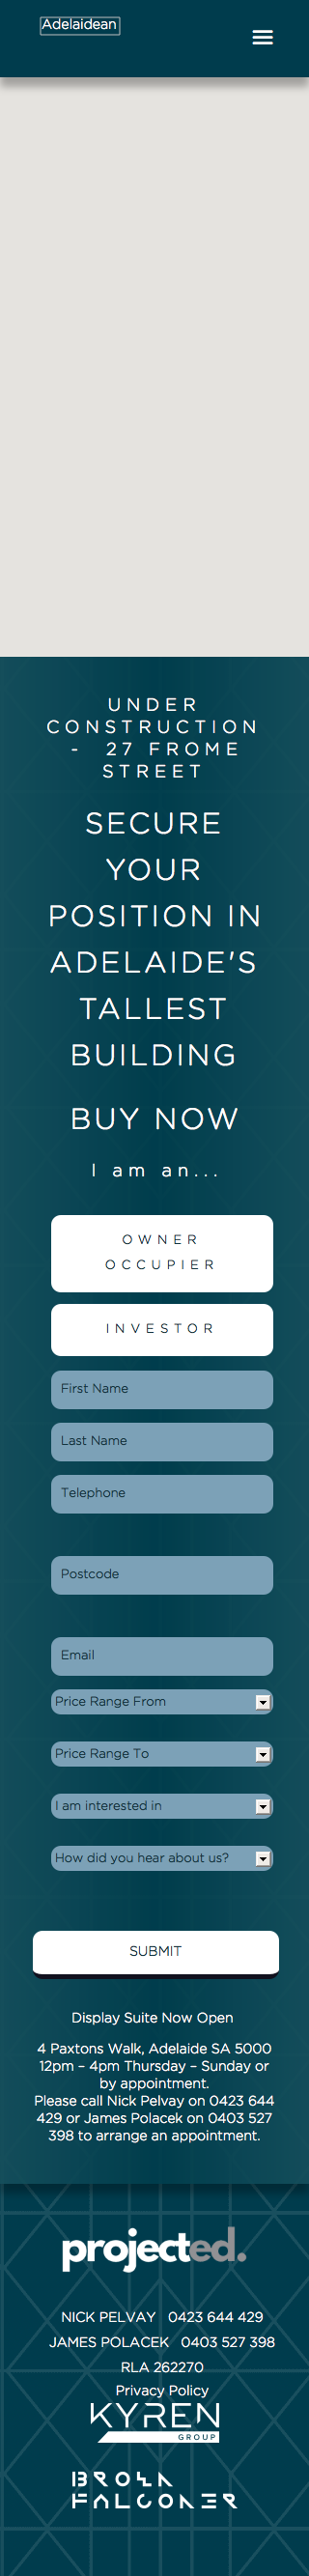 Adelaidean
UNDER
CONSTRUCTION
- 27 FROME
STREET
SECURE
YOUR
POSITION IN
ADELAIDE'S
TALLEST
BUILDING
BUY NOW
I am an...
OWNER
OCCUPIER
INVESTOR
First Name
Last Name
Telephone
Postcode
Email
Price Range From
Price Range To
I am interested in
How did you hear about us?
SUBMIT
Display Suite Now Open
4 Paxtons Walk, Adelaide SA 5000
12pm – 4pm Thursday – Sunday or
by appointment.
Please call Nick Pelvay on 0423 644
429 or James Polacek on 0403 527
398 to arrange an appointment.
projected.
NICK PELVAY 0423 644 429
JAMES POLACEK 0403 527 398
RLA 262270
Privacy Policy
KYREN
GROUP
BROCK
FALCONER